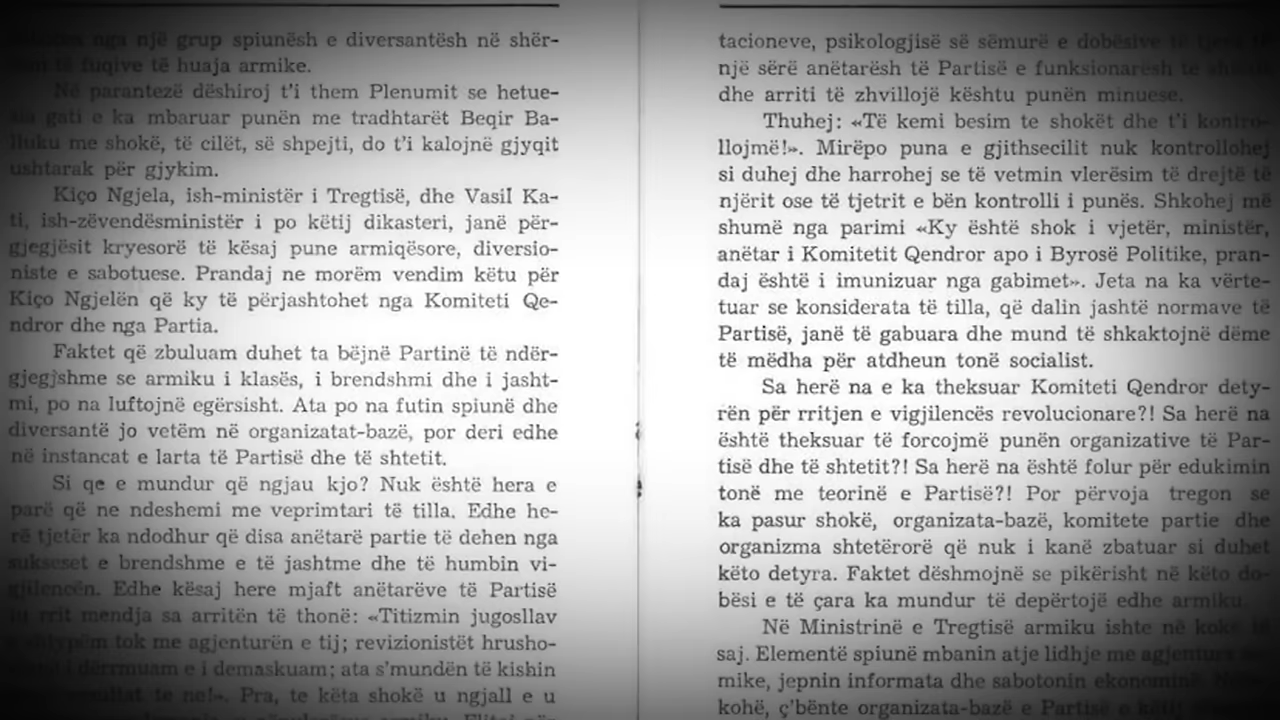 nga një grup spiunësh e diversantësh në shër-
të fuqive të huaja armike.
Në parantezë dëshiroj t'i them Plenumit se hetue-
sia gati e ka mbaruar punën me tradhtarët Beqir Ba-
lluku me shokë, të cilët, së shpejti, do t'i kalojnë gjyqit
ushtarak për gjykim.
Kiço Ngjela, ish-ministër i Tregtisë, dhe Vasil Ka-
ti, ish-zëvendësministër i po këtij dikasteri, janë për-
gjegjësit kryesorë të kësaj pune armiqësore, diversio-
niste e sabotuese. Prandaj ne morëm vendim këtu për
Kiço Ngjelën që ky të përjashtohet nga Komiteti Qe-
ndror dhe nga Partia.
Faktet që zbuluam duhet ta bëjnë Partinë të ndër-
gjegjshme se armiku i klasës, i brendshmi dhe i jasht-
mi, po na luftojnë egërsisht. Ata po na futin spiunë dhe
diversantë jo vetëm në organizatat-bazë, por deri edhe
në instancat e larta të Partisë dhe të shtetit.
Si qe e mundur që ngjau kjo? Nuk është hera e
parë që ne ndeshemi me veprimtari të tilla. Edhe he-
rë tjetër ka ndodhur që disa anëtarë partie të dehen nga
sukseset e brendshme e të jashtme dhe të humbin vi-
gjilencën. Edhe kësaj here mjaft anëtarëve të Partisë
iu rrit mendja sa arritën të thonë: «Titizmin jugosllav
e shtypëm tok me agjenturën e tij; revizionistët hrusho-
i dërrmuam e i demaskuam; ata s'mundën të kishin
te ne!». Pra, te këta shokë u ngjall e u
tacioneve, psikologjisë së sëmurë e dobësive të tjera të
një sërë anëtarësh të Partisë e funksionarësh të
dhe arriti të zhvillojë kështu punën minuese.
Thuhej: «Të kemi besim te shokët dhe t'i kontro-
llojmë!». Mirëpo puna e gjithsecilit nuk kontrollohej
si duhej dhe harrohej se të vetmin vlerësim të drejtë të
njërit ose të tjetrit e bën kontrolli i punës. Shkohej më
shumë nga parimi «Ky është shok i vjetër, ministër,
anëtar i Komitetit Qendror apo i Byrosë Politike, pran-
daj është i imunizuar nga gabimet». Jeta na ka vërte-
tuar se konsiderata të tilla, që dalin jashtë normave të
Partisë, janë të gabuara dhe mund të shkaktojnë dëme
të mëdha për atdheun tonë socialist.
Sa herë na e ka theksuar Komiteti Qendror dety-
rën për rritjen e vigjilencës revolucionare?! Sa herë na
është theksuar të forcojmë punën organizative të Par-
tisë dhe të shtetit?! Sa herë na është folur për edukimin
tonë me teorinë e Partisë?! Por përvoja tregon se
ka pasur shokë, organizata-bazë, komitete partie dhe
organizma shtetërorë që nuk i kanë zbatuar si duhet
këto detyra. Faktet dëshmojnë se pikërisht në këto do-
bësi e të çara ka mundur të depërtojë edhe armiku.
Në Ministrinë e Tregtisë armiku ishte në kokë të
saj. Elementë spiunë mbanin atje lidhje me agjentura ar-
mike, jepnin informata dhe sabotonin ekonominë.
kohë, ç'bënte organizata-bazë e Partisë e